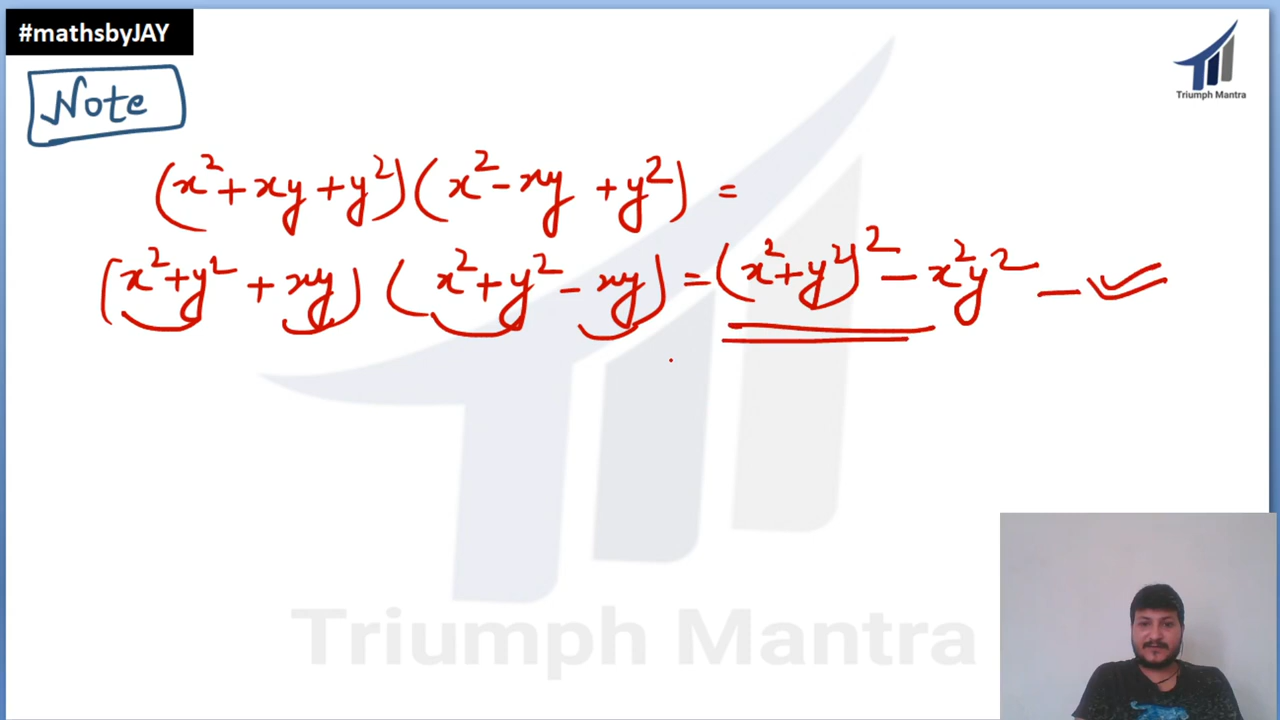 #mathsbyJAY
Triumph Mantra
Note
(x²+xy+y²)(x²-xy+y²) =
(x²+y²+xy)(x²+y²-xy) = (x²+y²)² - x²y² -
Triumph Mantra